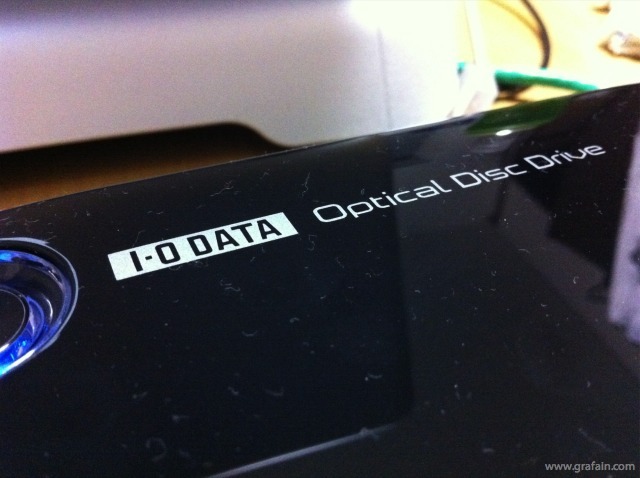 I-O DATA Optical Disc Drive
www.grafain.com